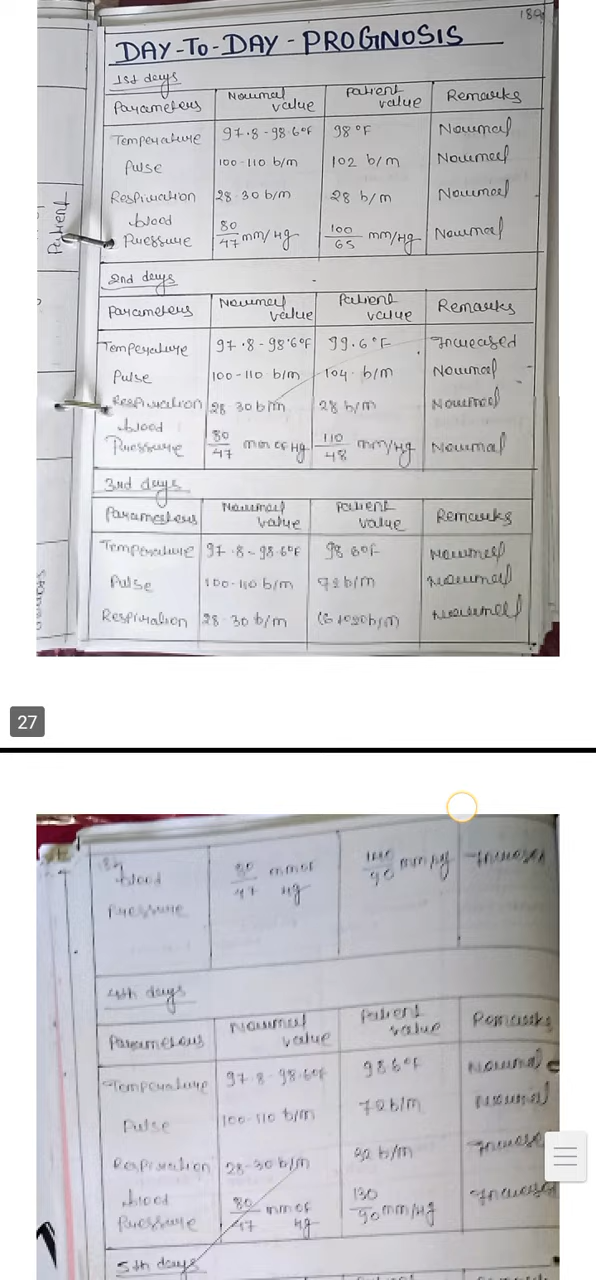 189
DAY-TO-DAY-PROGNOSIS
1st days
Parameters Normal value Patient value Remarks
Temperature 97.8-98.6°F 98°F Normal
Pulse 100-110 b/m 102 b/m Normal
Respiration 28-30 b/m 28 b/m Normal
blood Pressure 80/47 mm/Hg 100/65 mm/Hg Normal
Patient
2nd days
Parameters Normal value Patient value Remarks
Temperature 97.8-98.6°F 99.6°F Increased
Pulse 100-110 b/m 104 b/m Normal
Respiration 28 30 b/m 28 b/m Normal
blood Pressure 80/47 mm of Hg 110/48 mm/Hg Normal
3rd days
Parameters Normal value Patient value Remarks
Temperature 97.8-98.6°F 98 6°F Normal
Pulse 100-110 b/m 72 b/m Normal
Respiration 28-30 b/m Normal
27
blood Pressure 80/47 mm of Hg 140/90 mm/Hg Increases
4th days
Parameters Normal value Patient value Remarks
Temperature 97.8-98.6°F 98 6°F Normal
Pulse 100-110 b/m 72 b/m Normal
Respiration 28-30 b/m 32 b/m Increase
blood Pressure 80/47 mm of Hg 130/90 mm/Hg Increases
5th days